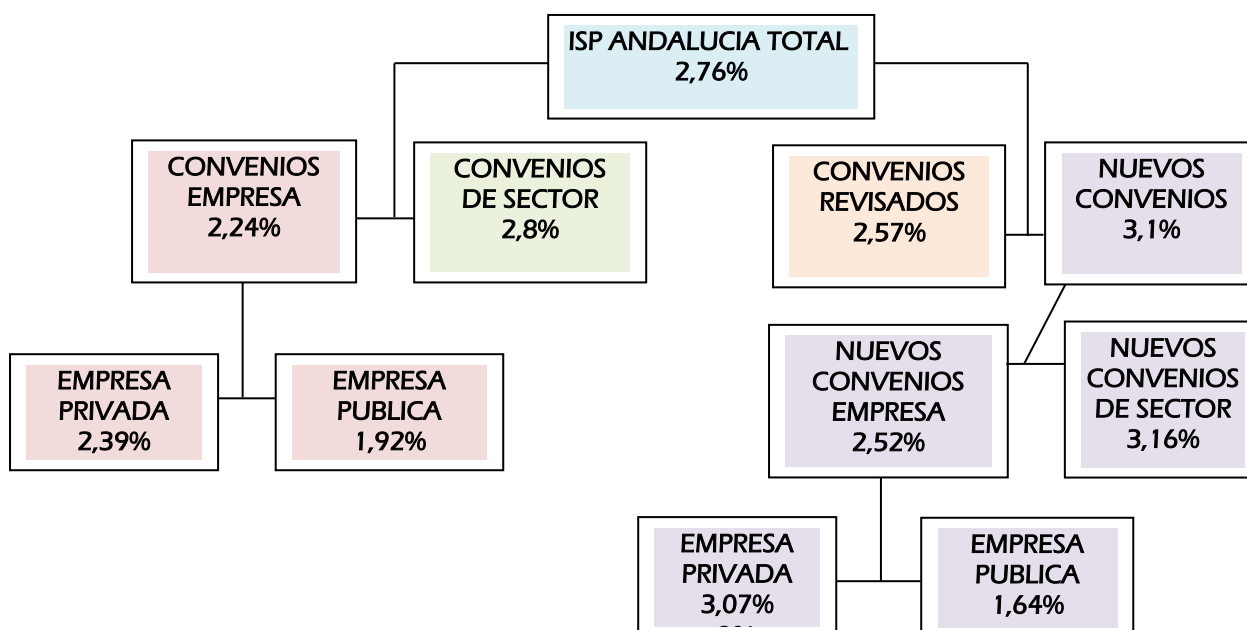 ISP ANDALUCIA TOTAL
2,76%
CONVENIOS
EMPRESA
2,24%
CONVENIOS
DE SECTOR
2,8%
CONVENIOS
REVISADOS
2,57%
NUEVOS
CONVENIOS
3,1%
EMPRESA
PRIVADA
2,39%
EMPRESA
PUBLICA
1,92%
NUEVOS
CONVENIOS
EMPRESA
2,52%
NUEVOS
CONVENIOS
DE SECTOR
3,16%
EMPRESA
PRIVADA
3,07%
EMPRESA
PUBLICA
1,64%